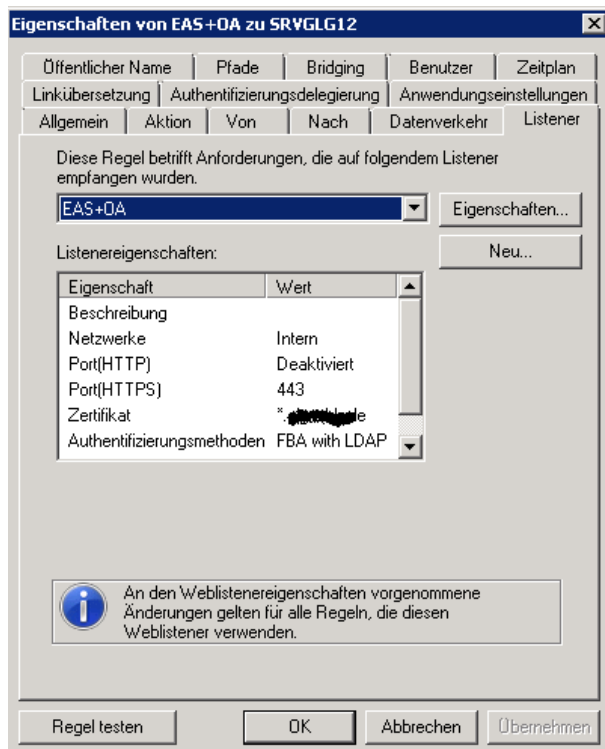 Eigenschaften von EAS+OA zu SRVGLG12
Öffentlicher Name Pfade Bridging Benutzer Zeitplan
Linkübersetzung Authentifizierungsdelegierung Anwendungseinstellungen
Allgemein Aktion Von Nach Datenverkehr Listener
Diese Regel betrifft Anforderungen, die auf folgendem Listener
empfangen wurden.
EAS+OA Eigenschaften...
Listenereigenschaften: Neu...
Eigenschaft Wert
Beschreibung
Netzwerke Intern
Port(HTTP) Deaktiviert
Port(HTTPS) 443
Zertifikat
Authentifizierungsmethoden FBA with LDAP
An den Weblistenereigenschaften vorgenommene
Änderungen gelten für alle Regeln, die diesen
Weblistener verwenden.
Regel testen OK Abbrechen Übernehmen